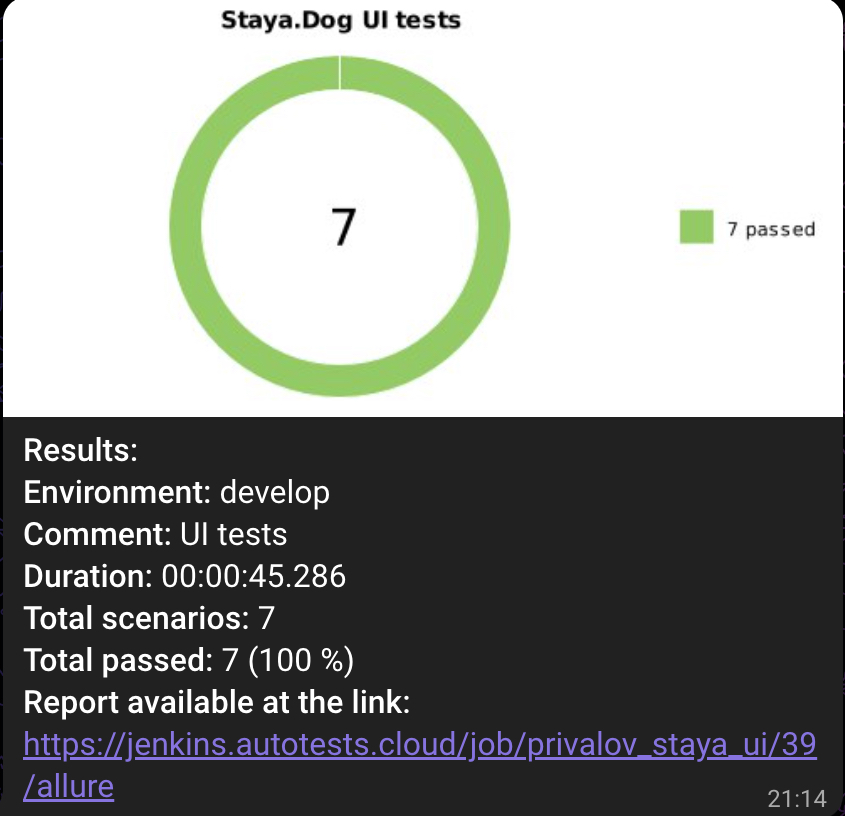 Staya.Dog UI tests
7
7 passed
Results:
Environment: develop
Comment: UI tests
Duration: 00:00:45.286
Total scenarios: 7
Total passed: 7 (100 %)
Report available at the link:
https://jenkins.autotests.cloud/job/privalov_staya_ui/39
/allure
21:14